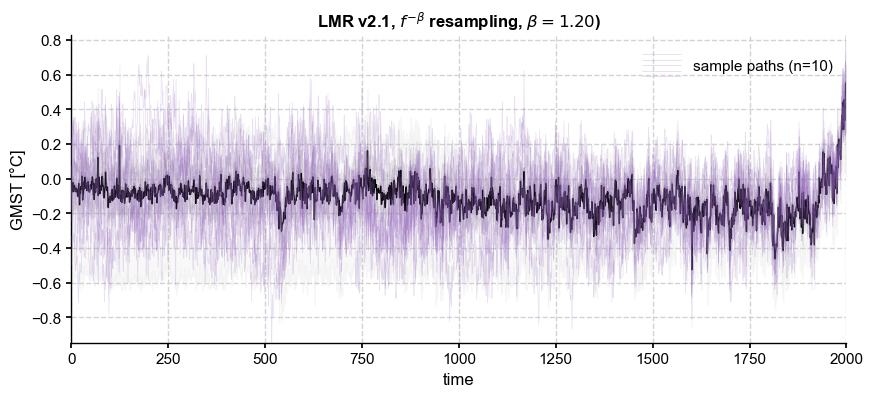 LMR v2.1, f^{-β} resampling, β = 1.20)
sample paths (n=10)
GMST [°C]
0.8
0.6
0.4
0.2
0.0
−0.2
−0.4
−0.6
−0.8
0 250 500 750 1000 1250 1500 1750 2000
time